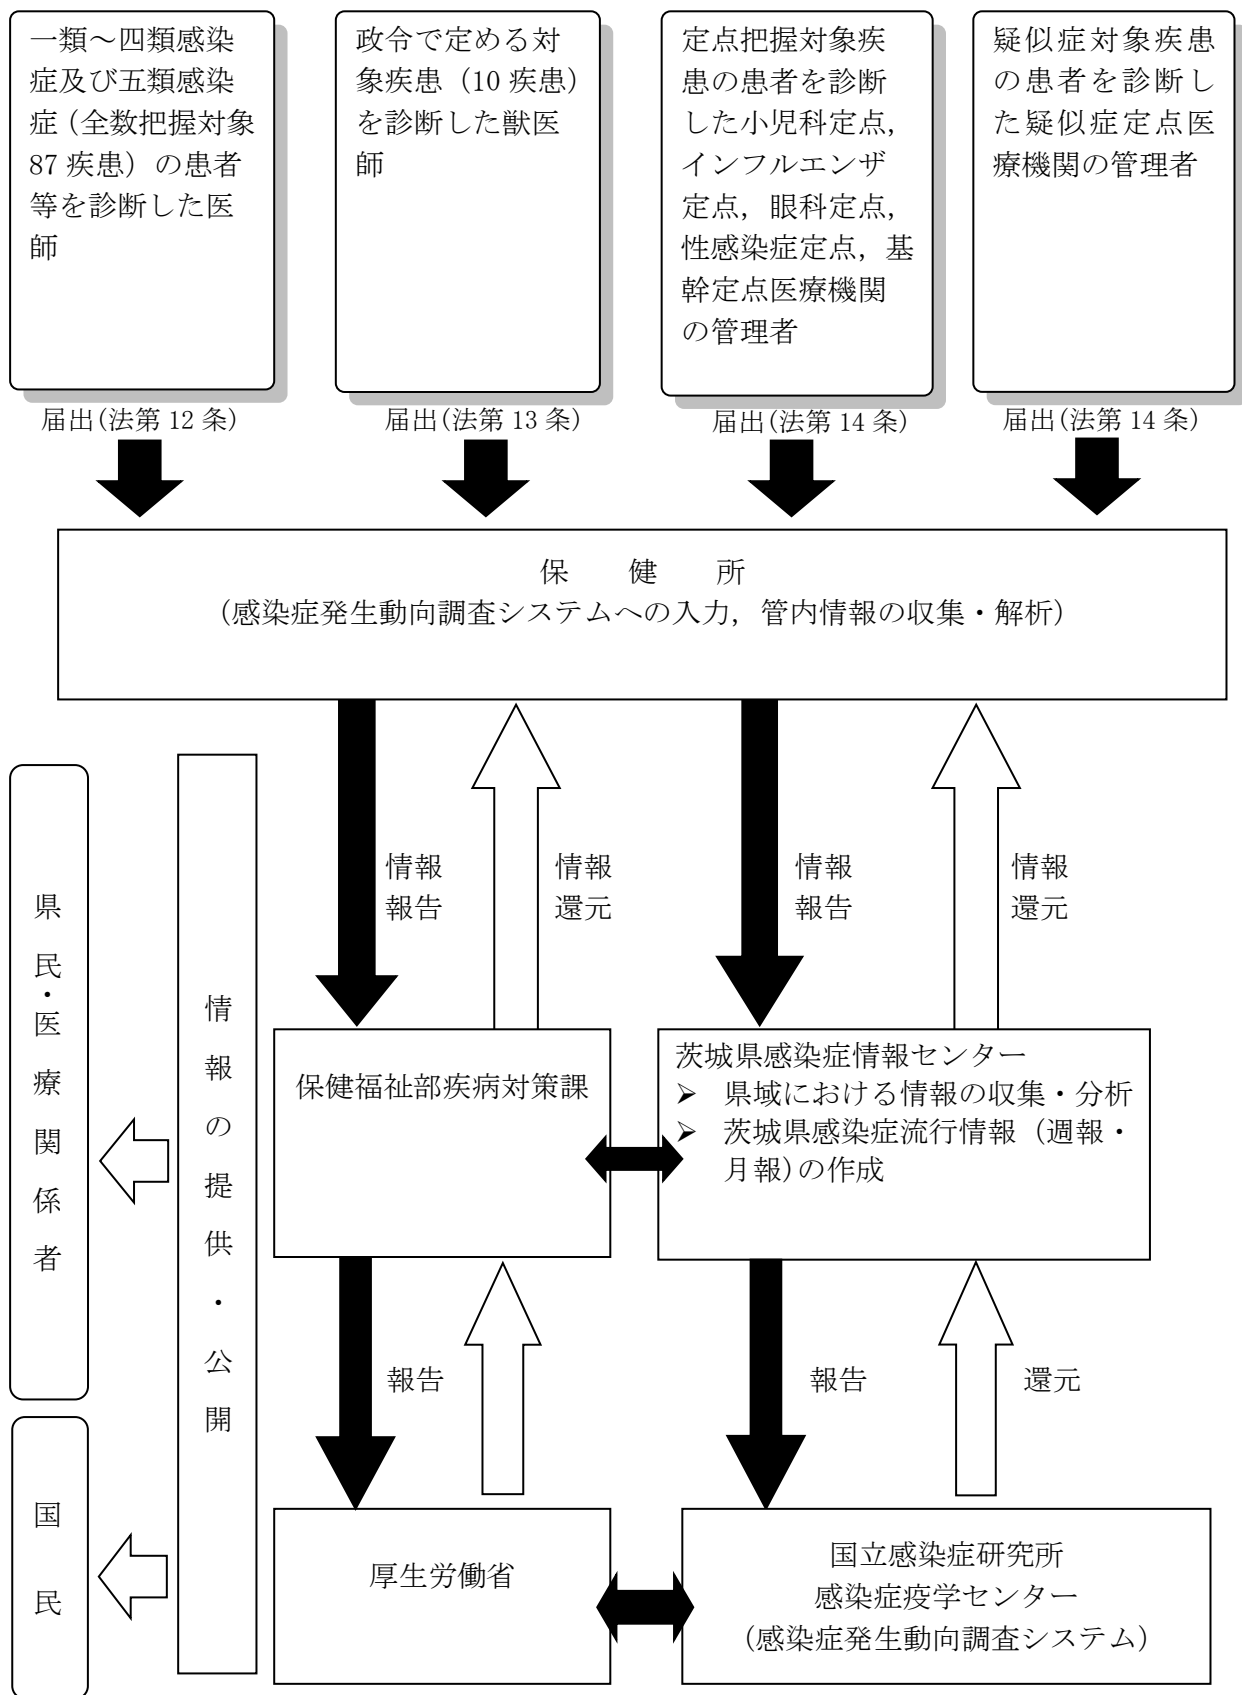 一類～四類感染
症及び五類感染
症（全数把握対象
87 疾患）の患者
等を診断した医
師
政令で定める対
象疾患（10 疾患）
を診断した獣医
師
定点把握対象疾
患の患者を診断
した小児科定点，
インフルエンザ
定点，眼科定点，
性感染症定点，基
幹定点医療機関
の管理者
疑似症対象疾患
の患者を診断し
た疑似症定点医
療機関の管理者
届出(法第 12 条)
届出(法第 13 条)
届出(法第 14 条)
届出(法第 14 条)
保　健　所
(感染症発生動向調査システムへの入力，管内情報の収集・解析)
情報
報告
情報
還元
情報
報告
情報
還元
県民・医療関係者
情報の提供・公開
保健福祉部疾病対策課
茨城県感染症情報センター
➢ 県域における情報の収集・分析
➢ 茨城県感染症流行情報（週報・
月報)の作成
報告
報告
還元
国民
厚生労働省
国立感染症研究所
感染症疫学センター
(感染症発生動向調査システム)